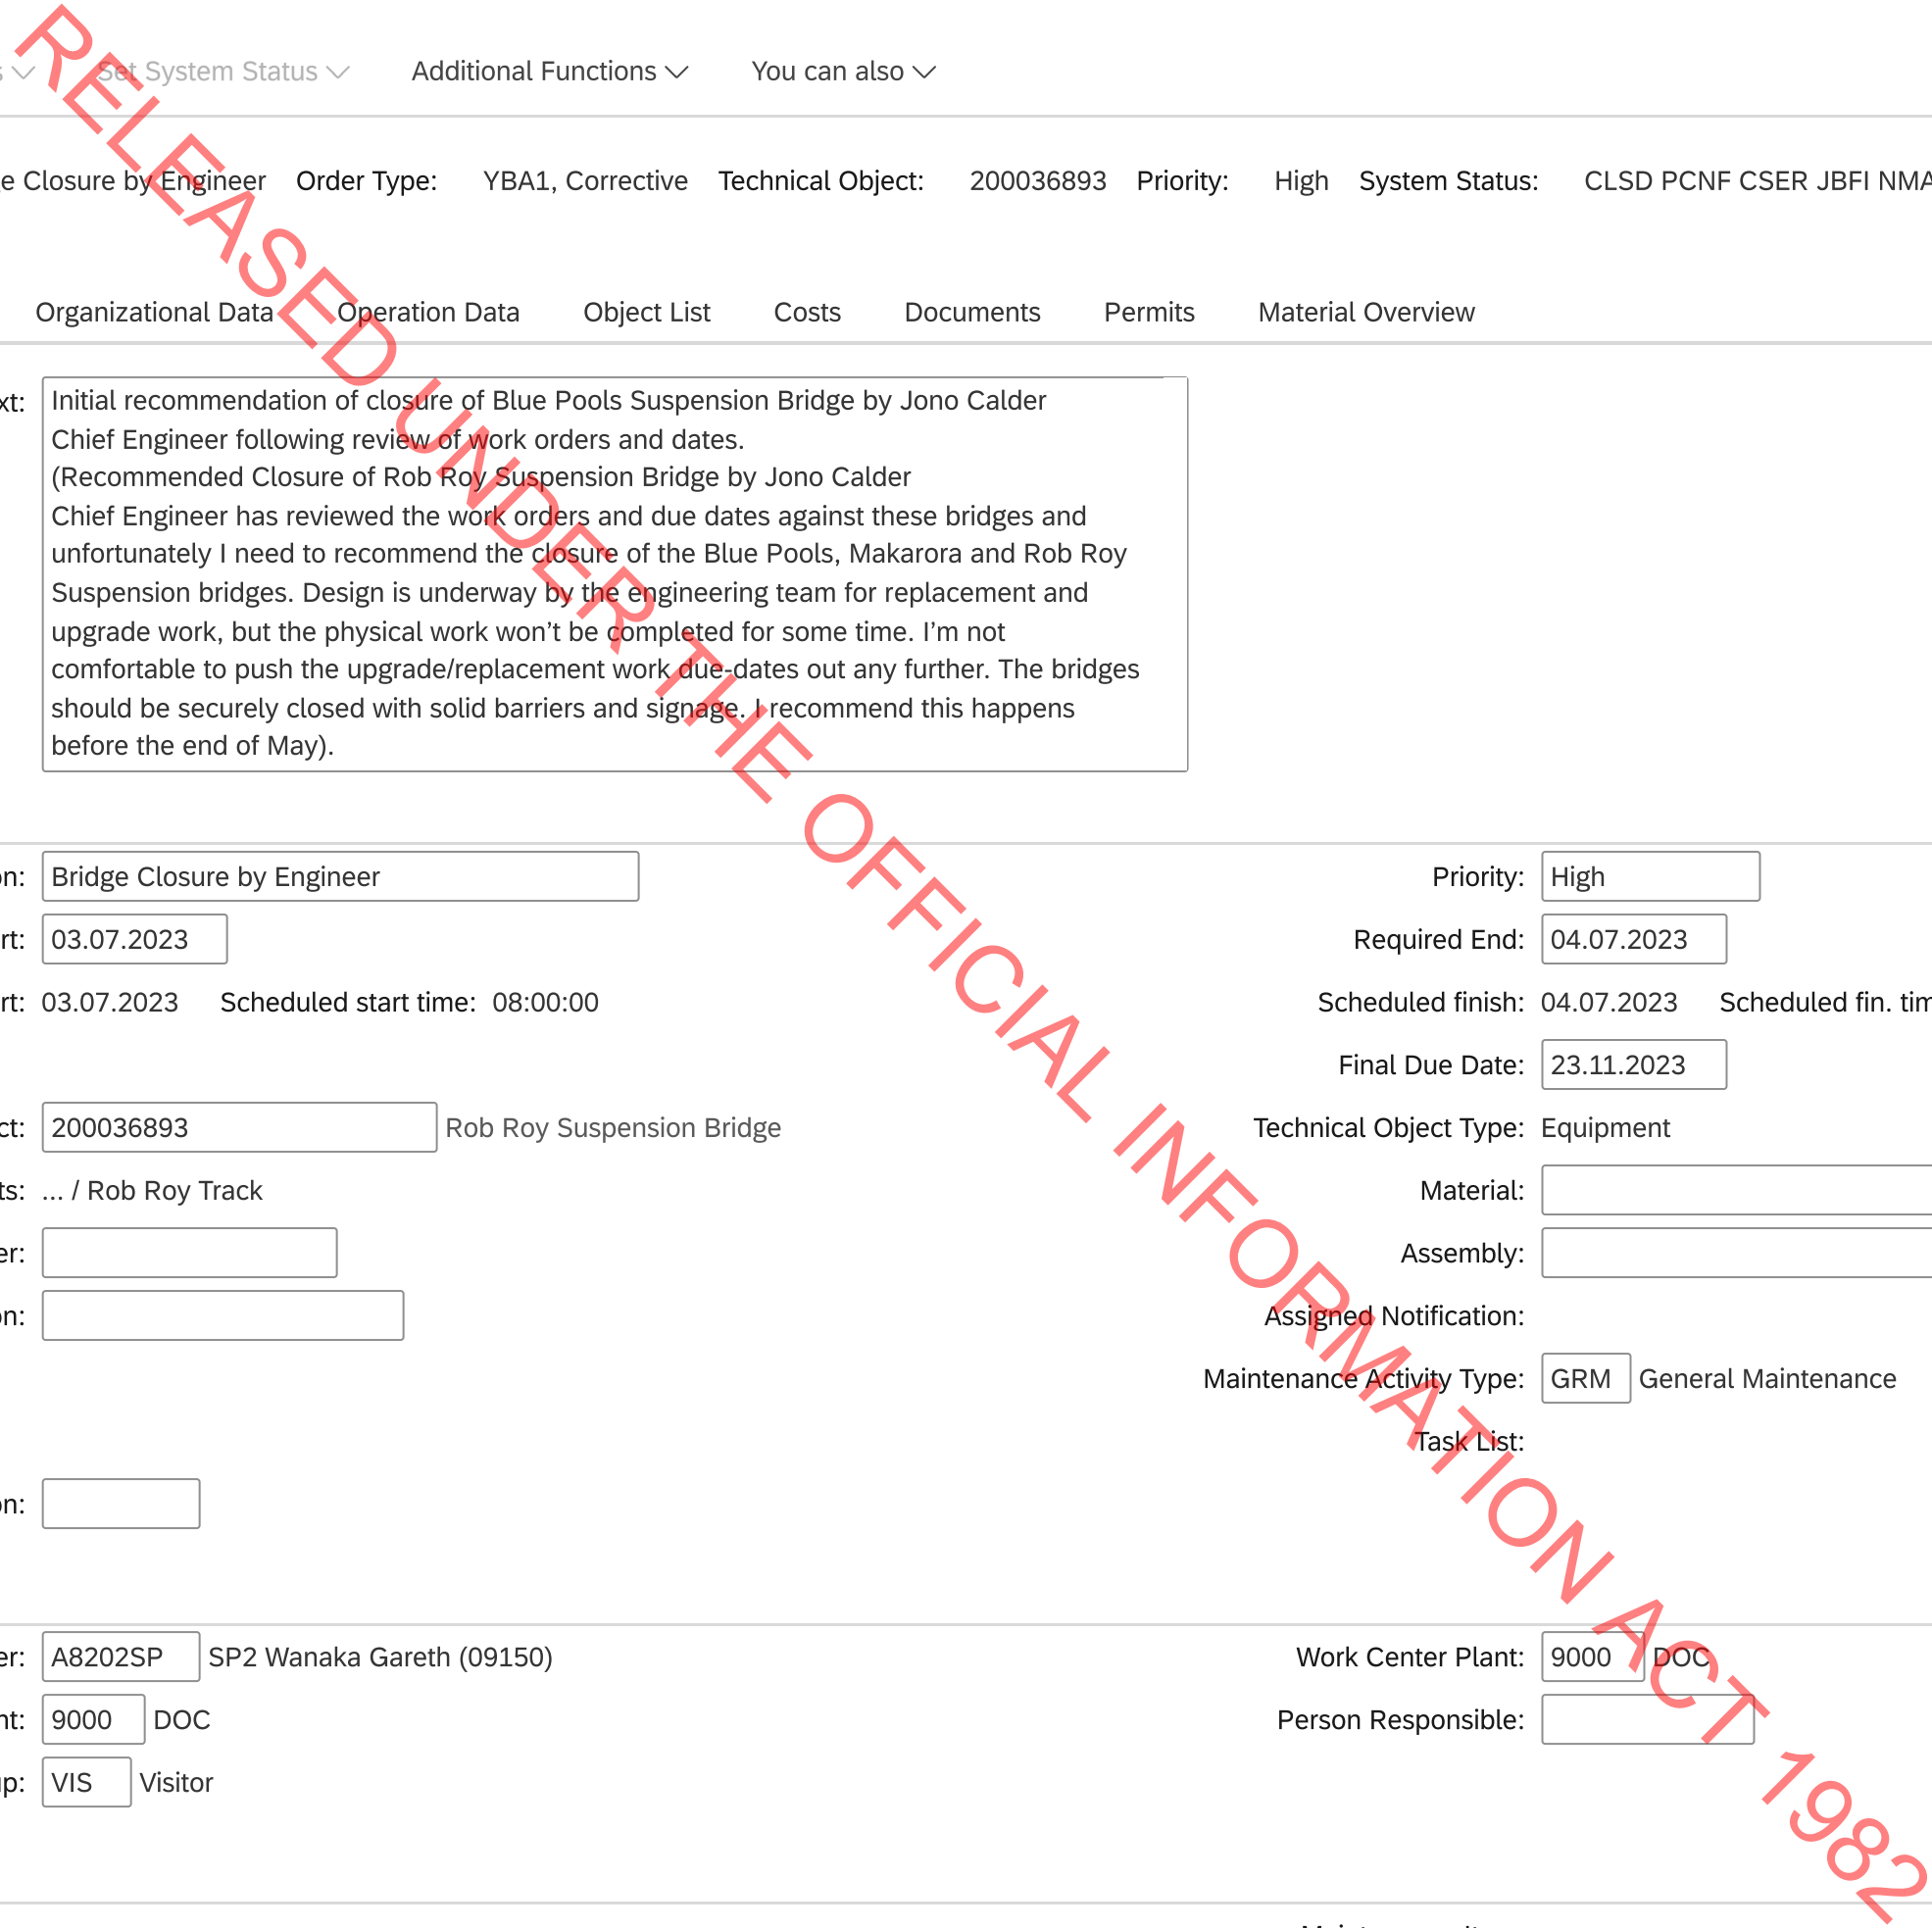 Set System Status
Additional Functions
You can also
e Closure by Engineer Order Type: YBA1, Corrective Technical Object: 200036893 Priority: High System Status: CLSD PCNF CSER JBFI NMA
Organizational Data Operation Data Object List Costs Documents Permits Material Overview
xt:
Initial recommendation of closure of Blue Pools Suspension Bridge by Jono Calder
Chief Engineer following review of work orders and dates.
(Recommended Closure of Rob Roy Suspension Bridge by Jono Calder
Chief Engineer has reviewed the work orders and due dates against these bridges and
unfortunately I need to recommend the closure of the Blue Pools, Makarora and Rob Roy
Suspension bridges. Design is underway by the engineering team for replacement and
upgrade work, but the physical work won’t be completed for some time. I’m not
comfortable to push the upgrade/replacement work due-dates out any further. The bridges
should be securely closed with solid barriers and signage. I recommend this happens
before the end of May).
on: Bridge Closure by Engineer Priority: High
rt: 03.07.2023 Required End: 04.07.2023
rt: 03.07.2023 Scheduled start time: 08:00:00 Scheduled finish: 04.07.2023 Scheduled fin. tim
Final Due Date: 23.11.2023
ct: 200036893 Rob Roy Suspension Bridge Technical Object Type: Equipment
ts: ... / Rob Roy Track Material:
er: Assembly:
on: Assigned Notification:
Maintenance Activity Type: GRM General Maintenance
Task List:
on:
er: A8202SP SP2 Wanaka Gareth (09150) Work Center Plant: 9000 DOC
nt: 9000 DOC Person Responsible:
up: VIS Visitor
RELEASED UNDER THE OFFICIAL INFORMATION ACT 1982